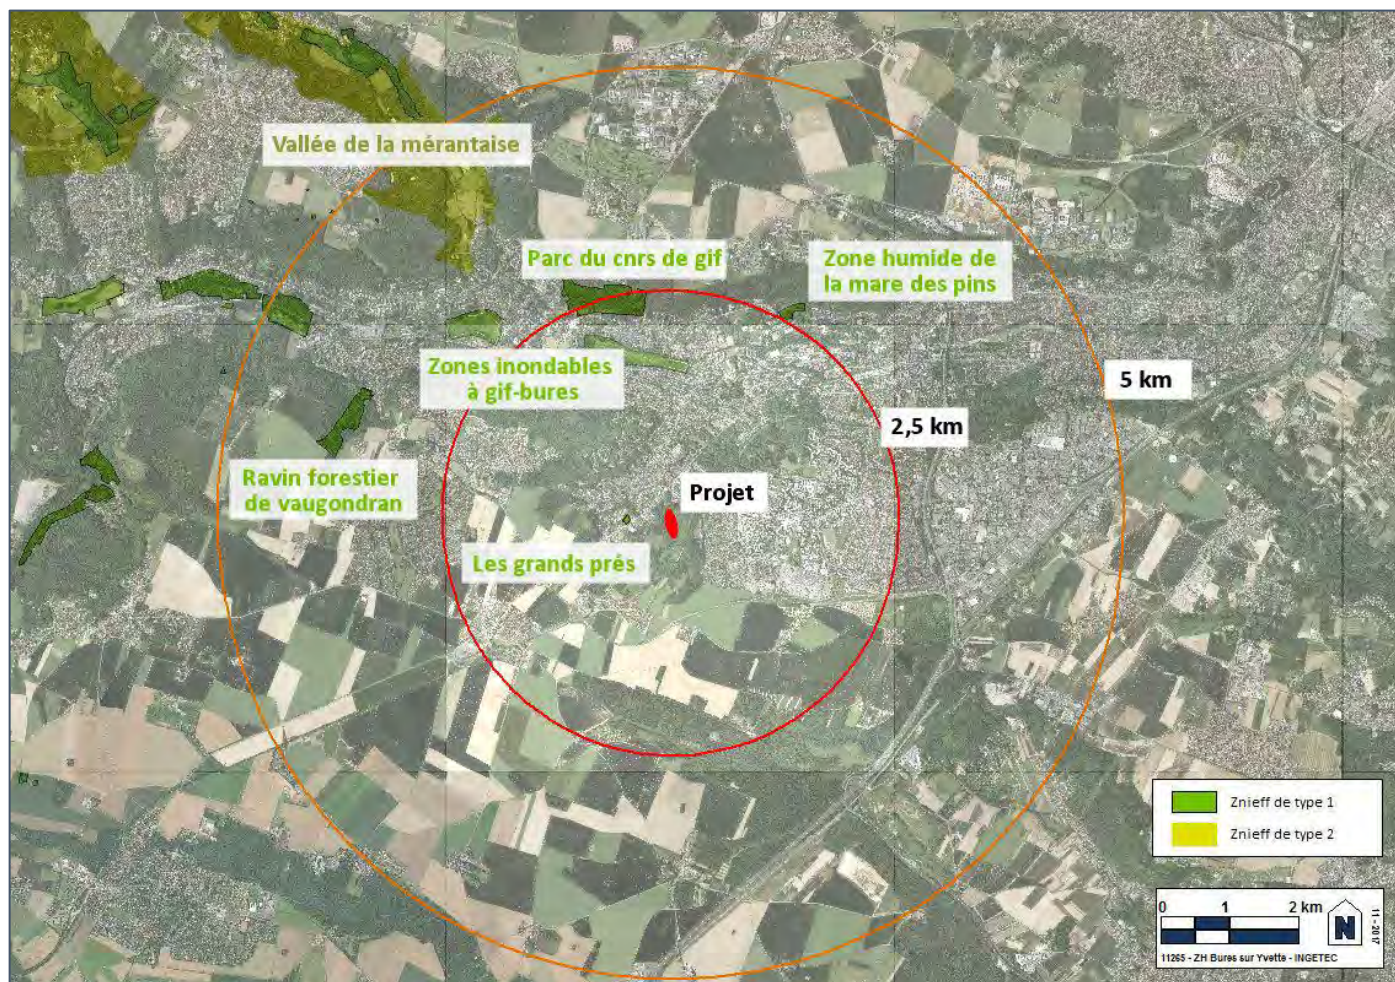 Vallée de la mérantaise
Parc du cnrs de gif
Zone humide de
la mare des pins
Zones inondables
à gif-bures
5 km
2,5 km
Ravin forestier
de vaugondran
Projet
Les grands prés
Znieff de type 1
Znieff de type 2
0 1 2 km
N
11 - 2017
11265 - ZH Bures sur Yvette - INGETEC